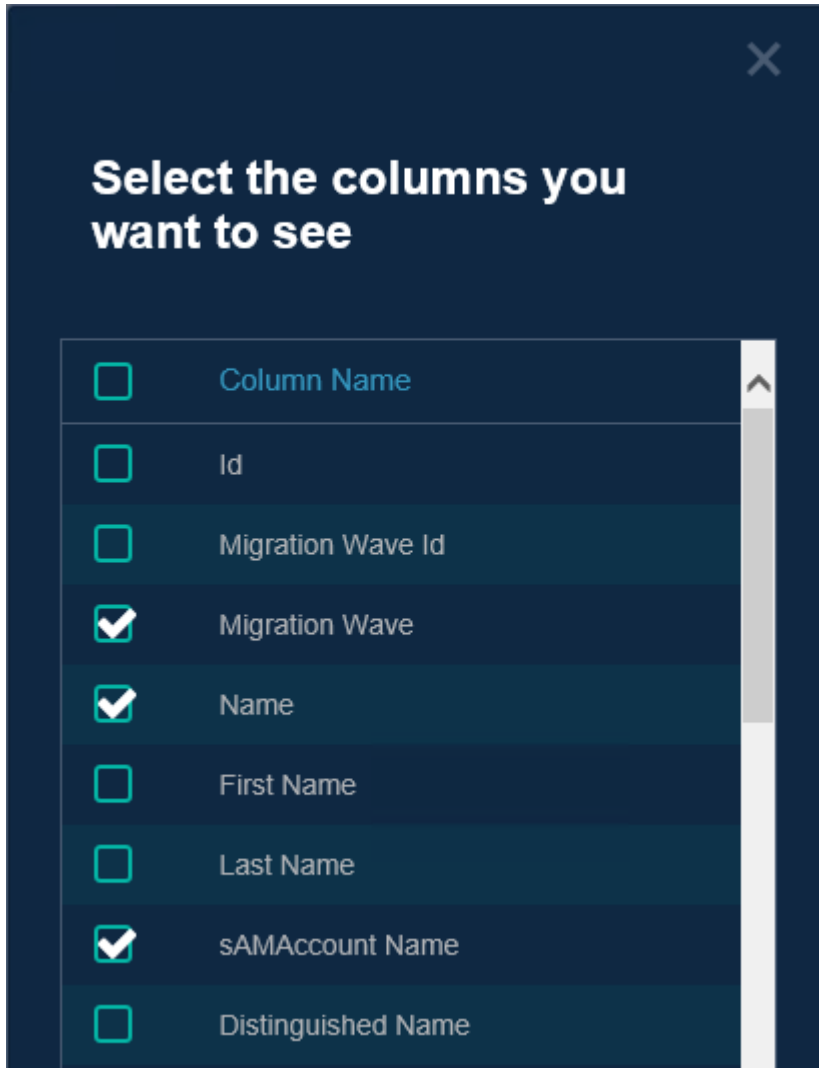 Select the columns you
want to see
Column Name
Id
Migration Wave Id
Migration Wave
Name
First Name
Last Name
sAMAccount Name
Distinguished Name